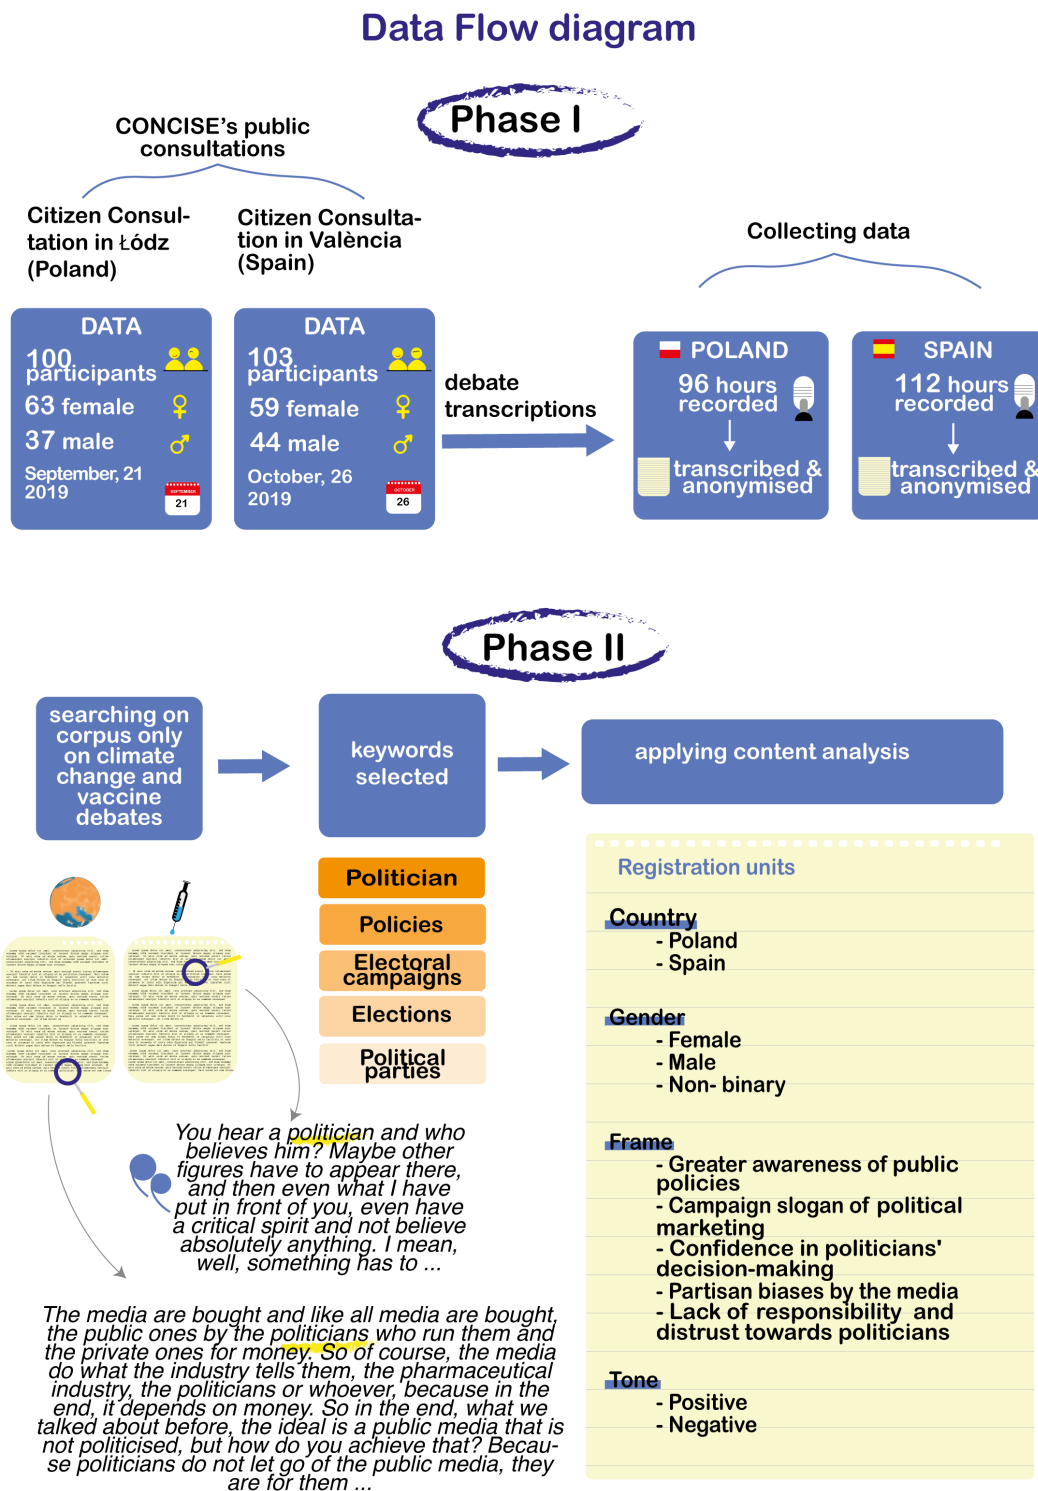 Data Flow diagram
Phase I
CONCISE's public
consultations
Citizen Consul-
tation in Łódz
(Poland)
Citizen Consulta-
tion in València
(Spain)
Collecting data
DATA
100
participants
63 female
37 male
September, 21
2019
SEPTEMBER
21
DATA
103
participants
59 female
44 male
October, 26
2019
OCTOBER
26
debate
transcriptions
POLAND
96 hours
recorded
transcribed &
anonymised
SPAIN
112 hours
recorded
transcribed &
anonymised
Phase II
searching on
corpus only
on climate
change and
vaccine
debates
keywords
selected
applying content analysis
Politician
Policies
Electoral
campaigns
Elections
Political
parties
You hear a politician and who
believes him? Maybe other
figures have to appear there,
and then even what I have
put in front of you, even have
a critical spirit and not believe
absolutely anything. I mean,
well, something has to ...
The media are bought and like all media are bought,
the public ones by the politicians who run them and
the private ones for money. So of course, the media
do what the industry tells them, the pharmaceutical
industry, the politicians or whoever, because in the
end, it depends on money. So in the end, what we
talked about before, the ideal is a public media that is
not politicised, but how do you achieve that? Becau-
se politicians do not let go of the public media, they
are for them ...
Registration units
Country
- Poland
- Spain
Gender
- Female
- Male
- Non- binary
Frame
- Greater awareness of public
policies
- Campaign slogan of political
marketing
- Confidence in politicians'
decision-making
- Partisan biases by the media
- Lack of responsibility and
distrust towards politicians
Tone
- Positive
- Negative